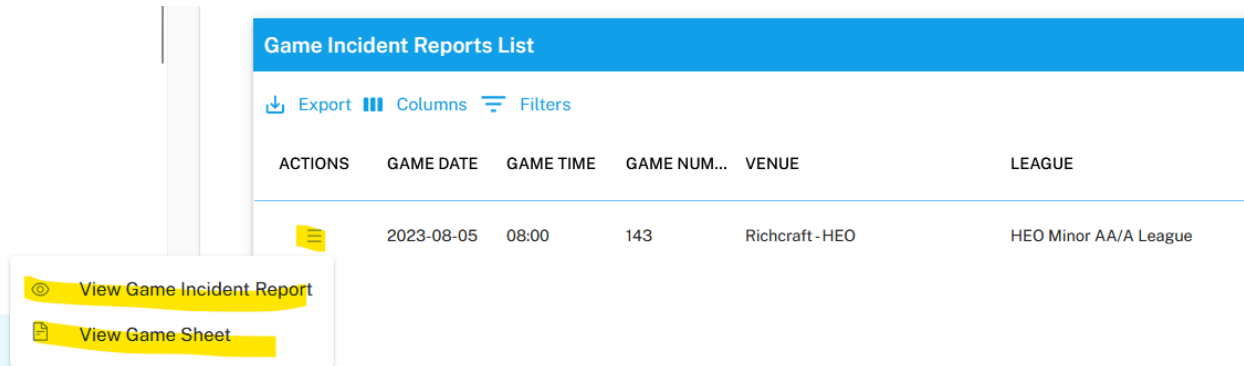 Game Incident Reports List
Export Columns Filters
ACTIONS GAME DATE GAME TIME GAME NUM... VENUE LEAGUE
2023-08-05 08:00 143 Richcraft - HEO HEO Minor AA/A League
View Game Incident Report
View Game Sheet